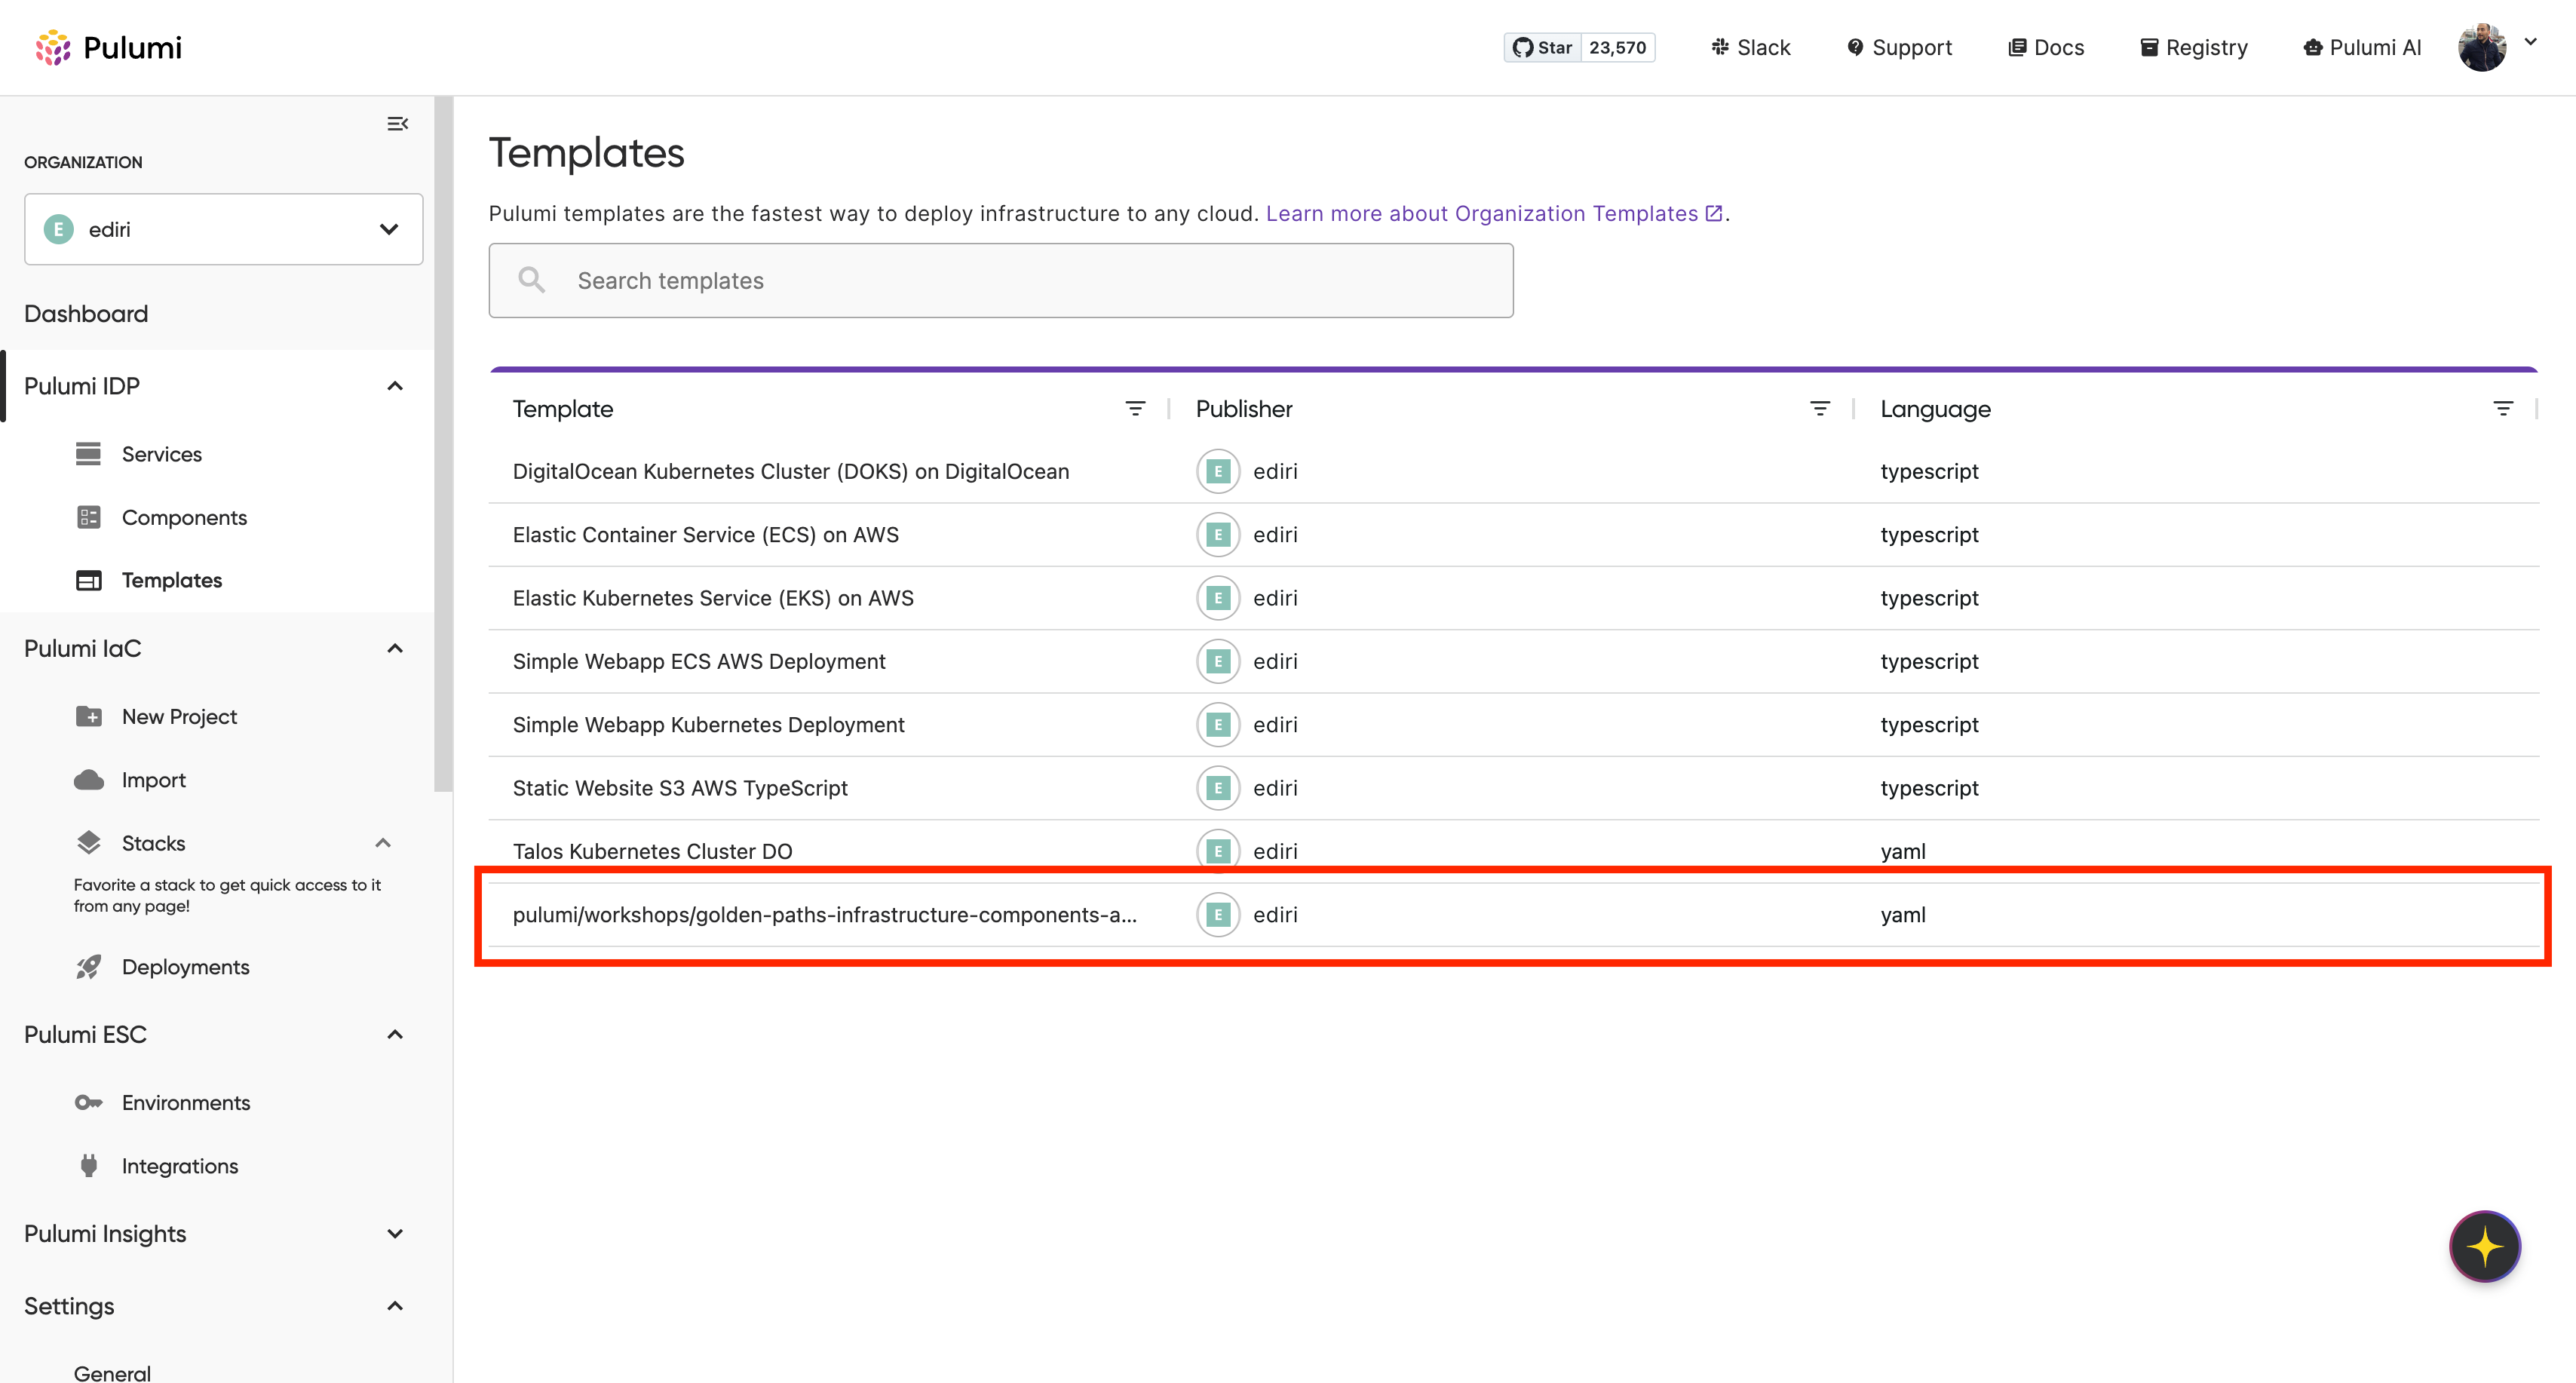 Pulumi
Star 23,570
Slack
Support
Docs
Registry
Pulumi AI
ORGANIZATION
E ediri
Dashboard
Pulumi IDP
Services
Components
Templates
Pulumi IaC
New Project
Import
Stacks
Favorite a stack to get quick access to it
from any page!
Deployments
Pulumi ESC
Environments
Integrations
Pulumi Insights
Settings
General
Templates
Pulumi templates are the fastest way to deploy infrastructure to any cloud. Learn more about Organization Templates.
Search templates
Template Publisher Language
DigitalOcean Kubernetes Cluster (DOKS) on DigitalOcean E ediri typescript
Elastic Container Service (ECS) on AWS E ediri typescript
Elastic Kubernetes Service (EKS) on AWS E ediri typescript
Simple Webapp ECS AWS Deployment E ediri typescript
Simple Webapp Kubernetes Deployment E ediri typescript
Static Website S3 AWS TypeScript E ediri typescript
Talos Kubernetes Cluster DO E ediri yaml
pulumi/workshops/golden-paths-infrastructure-components-a... E ediri yaml